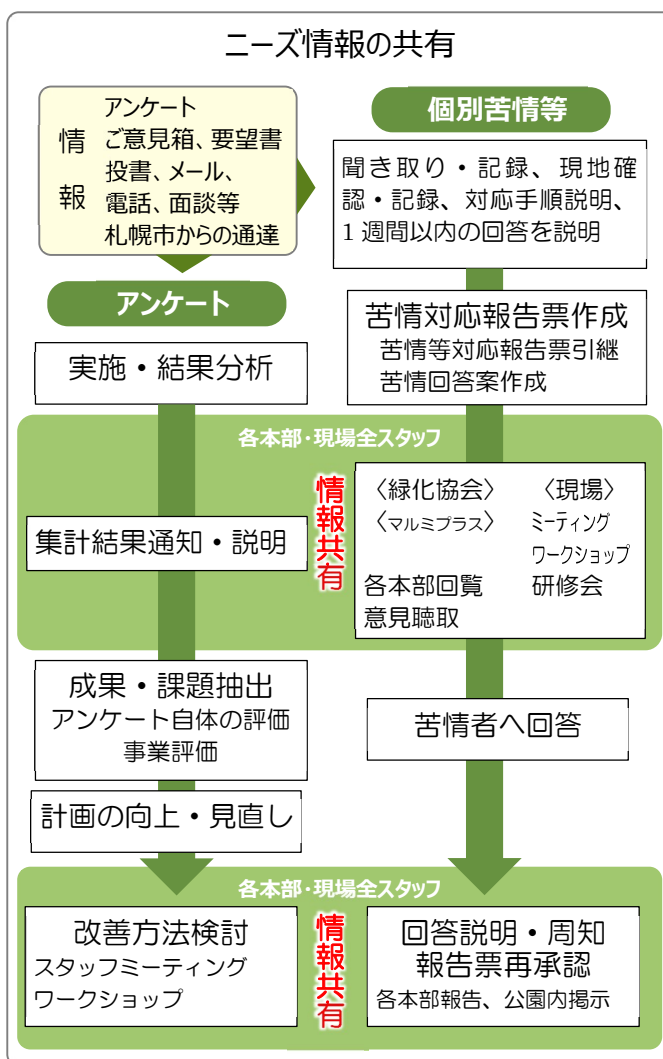 ニーズ情報の共有
情報
アンケート
ご意見箱、要望書
投書、メール、
電話、面談等
札幌市からの通達
個別苦情等
聞き取り・記録、現地確
認・記録、対応手順説明、
1 週間以内の回答を説明
アンケート
実施・結果分析
苦情対応報告票作成
苦情等対応報告票引継
苦情回答案作成
各本部・現場全スタッフ
集計結果通知・説明
情報共有
〈緑化協会〉 〈現場〉
〈マルミプラス〉 ミーティング
ワークショップ
各本部回覧 研修会
意見聴取
成果・課題抽出
アンケート自体の評価
事業評価
苦情者へ回答
計画の向上・見直し
各本部・現場全スタッフ
改善方法検討
スタッフミーティング
ワークショップ
情報共有
回答説明・周知
報告票再承認
各本部報告、公園内掲示